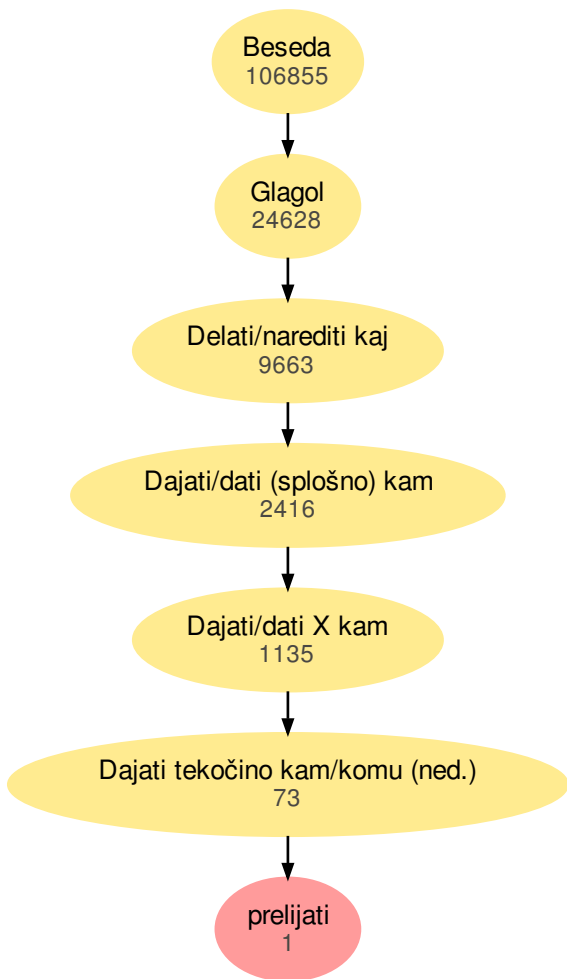 Beseda
106855
Glagol
24628
Delati/narediti kaj
9663
Dajati/dati (splošno) kam
2416
Dajati/dati X kam
1135
Dajati tekočino kam/komu (ned.)
73
prelijati
1